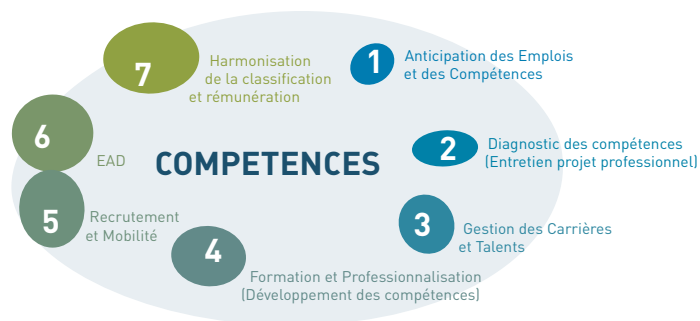 1
Anticipation des Emplois
et des Compétences
2
Diagnostic des compétences
(Entretien projet professionnel)
3
Gestion des Carrières
et Talents
4
Formation et Professionnalisation
(Développement des compétences)
5
Recrutement
et Mobilité
6
EAD
7
Harmonisation
de la classification
et rémunération
COMPETENCES